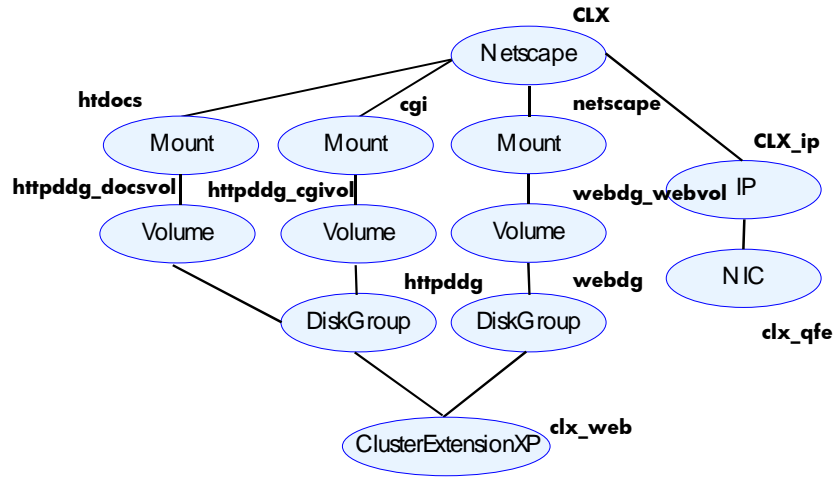 CLX
Netscape
htdocs
cgi
netscape
Mount
Mount
Mount
CLX_ip
httpddg_docsvol
httpddg_cgivol
webdg_webvol
IP
Volume
Volume
Volume
httpddg
webdg
NIC
DiskGroup
DiskGroup
clx_qfe
clx_web
ClusterExtensionXP